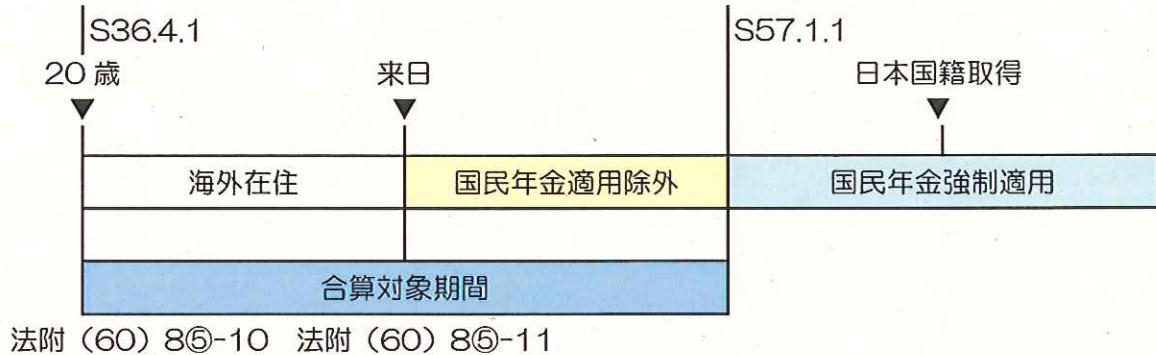 S36.4.1
S57.1.1
20歳
来日
日本国籍取得
海外在住
国民年金適用除外
国民年金強制適用
合算対象期間
法附（60）8⑤-10 法附（60）8⑤-11